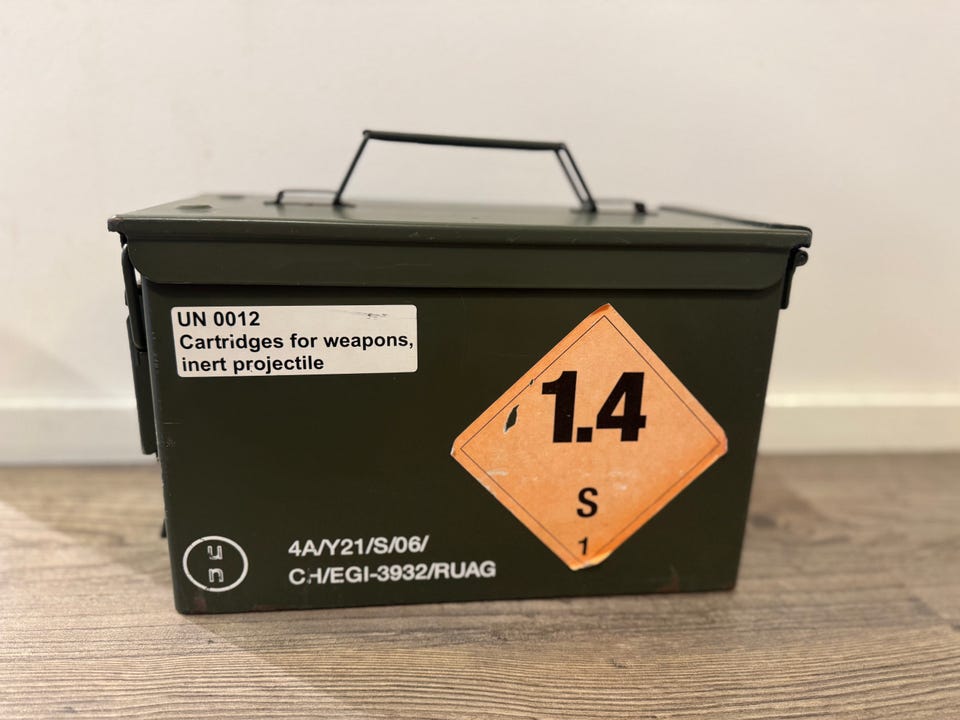 UN 0012
Cartridges for weapons,
inert projectile
1.4
S
1
u
n
4A/Y21/S/06/
CH/EGI-3932/RUAG